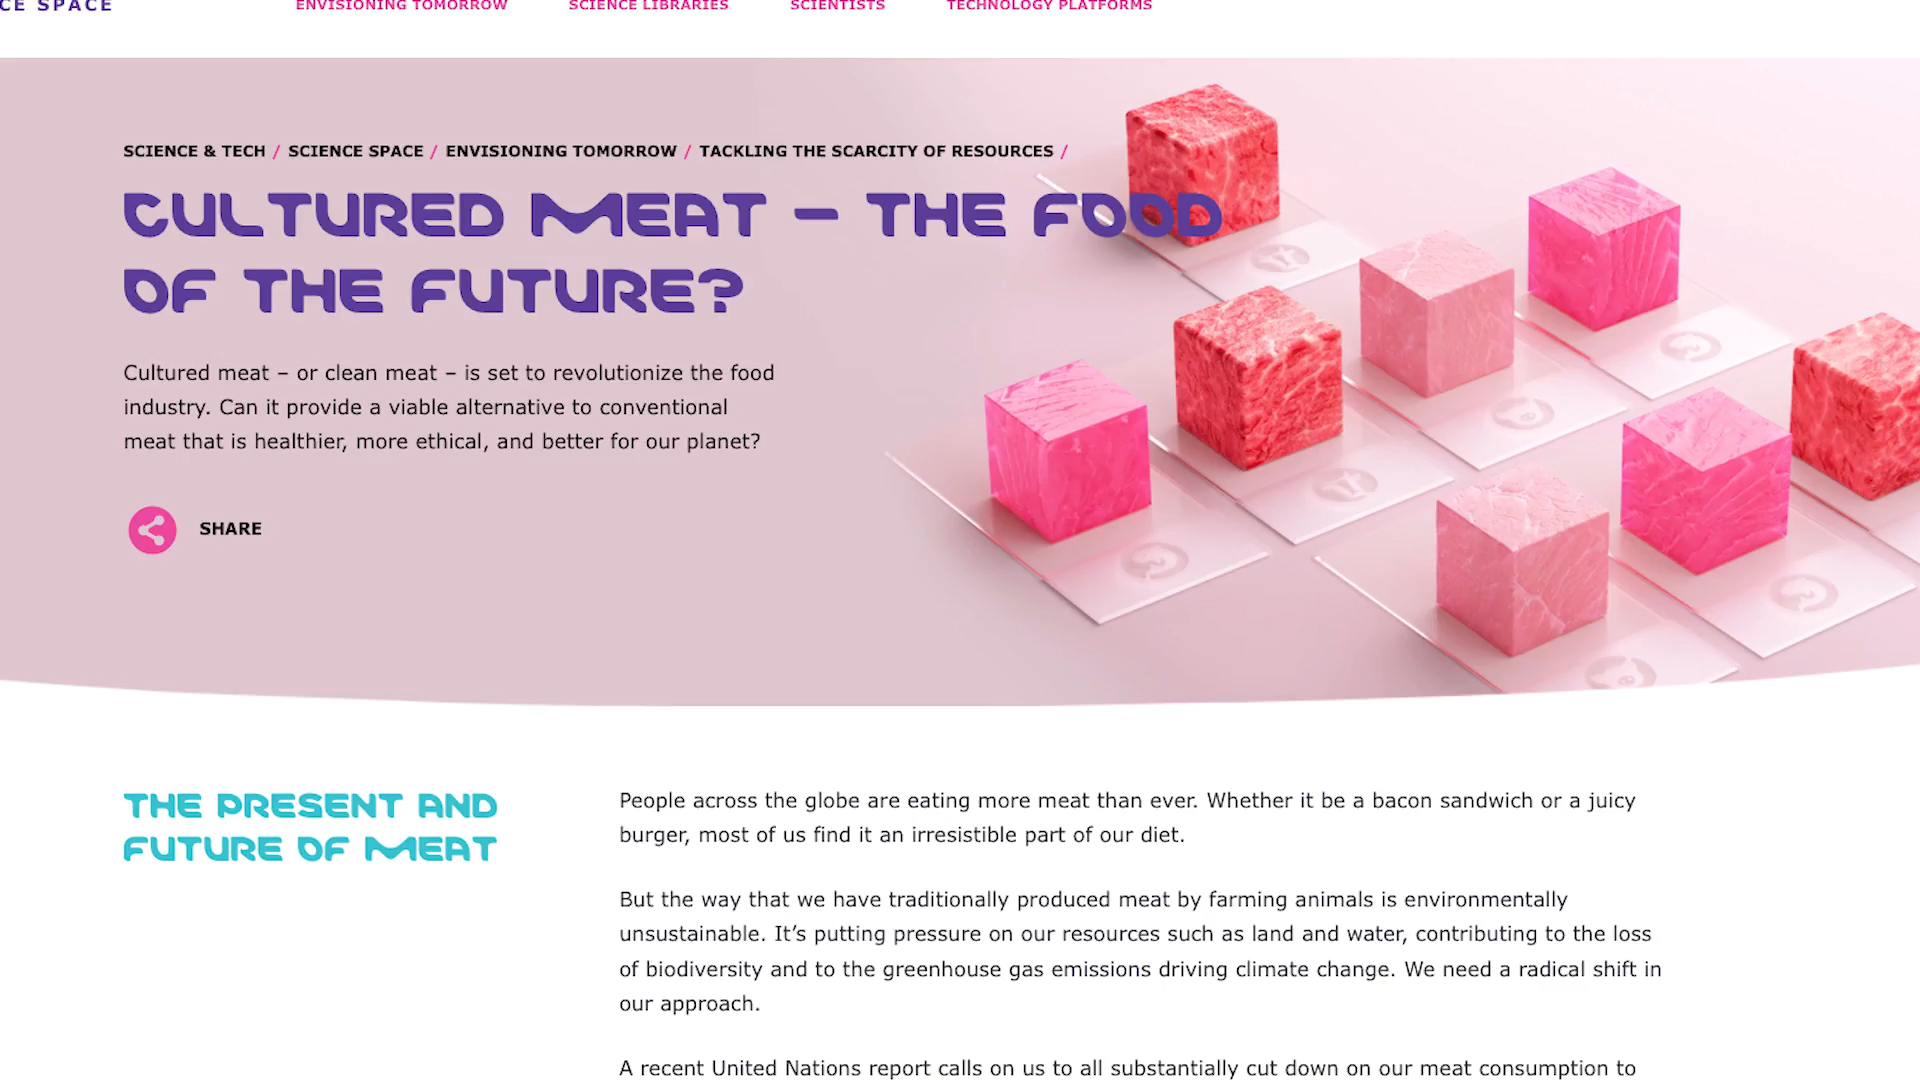 CE SPACE
ENVISIONING TOMORROW SCIENCE LIBRARIES SCIENTISTS TECHNOLOGY PLATFORMS
SCIENCE & TECH / SCIENCE SPACE / ENVISIONING TOMORROW / TACKLING THE SCARCITY OF RESOURCES /
CULTURED MEAT – THE FOOD
OF THE FUTURE?
Cultured meat – or clean meat – is set to revolutionize the food
industry. Can it provide a viable alternative to conventional
meat that is healthier, more ethical, and better for our planet?
SHARE
THE PRESENT AND
FUTURE OF MEAT
People across the globe are eating more meat than ever. Whether it be a bacon sandwich or a juicy
burger, most of us find it an irresistible part of our diet.
But the way that we have traditionally produced meat by farming animals is environmentally
unsustainable. It’s putting pressure on our resources such as land and water, contributing to the loss
of biodiversity and to the greenhouse gas emissions driving climate change. We need a radical shift in
our approach.
A recent United Nations report calls on us to all substantially cut down on our meat consumption to